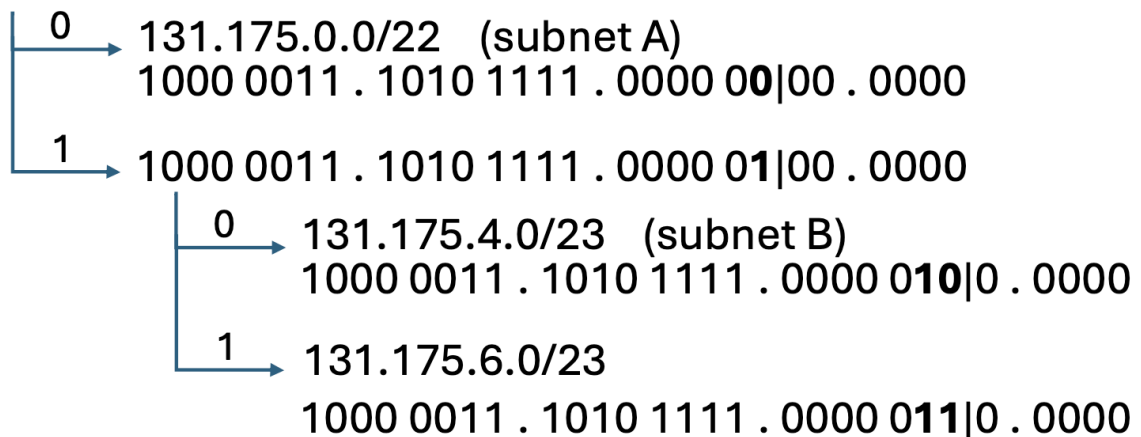 0
131.175.0.0/22 (subnet A)
1000 0011 . 1010 1111 . 0000 00|00 . 0000
1
1000 0011 . 1010 1111 . 0000 01|00 . 0000
0
131.175.4.0/23 (subnet B)
1000 0011 . 1010 1111 . 0000 010|0 . 0000
1
131.175.6.0/23
1000 0011 . 1010 1111 . 0000 011|0 . 0000